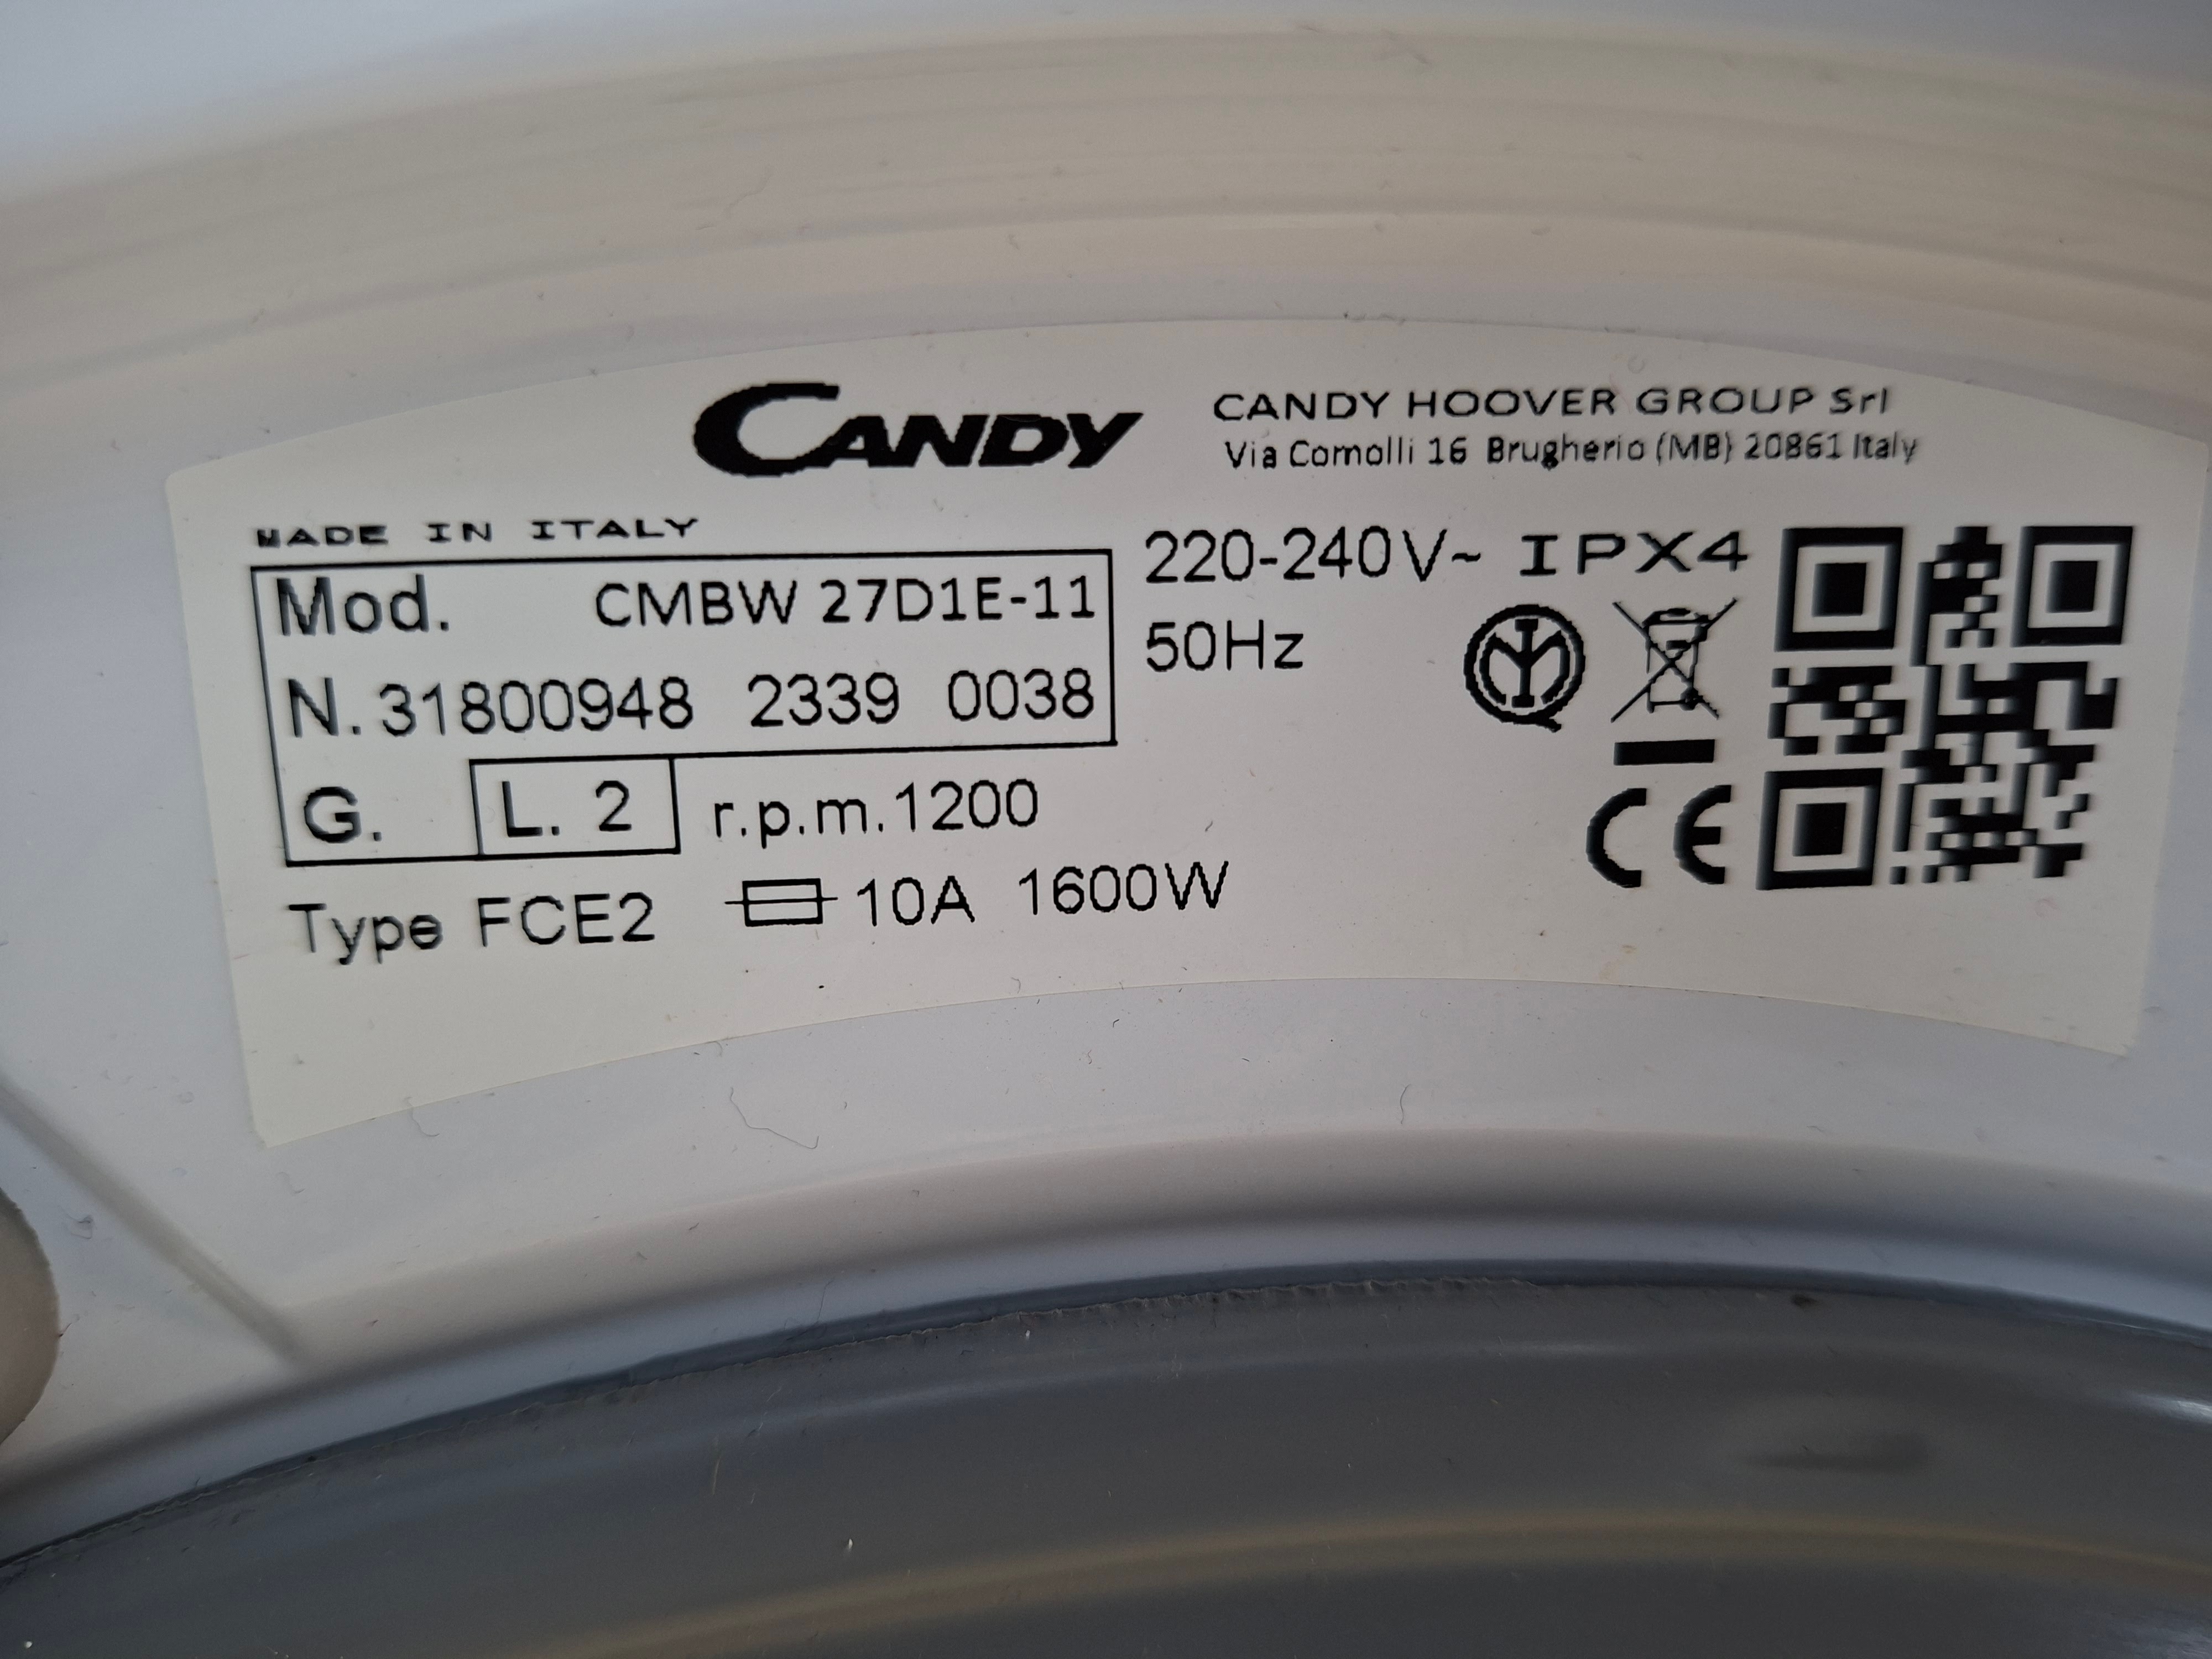 CANDY
CANDY HOOVER GROUP Srl
Via Comolli 16 Brugherio (MB) 20861 Italy
MADE IN ITALY
Mod. CMBW 27D1E-11
N. 31800948 2339 0038
G. L. 2 r.p.m. 1200
Type FCE2 10A 1600W
220-240V~ IPX4
50Hz
CE